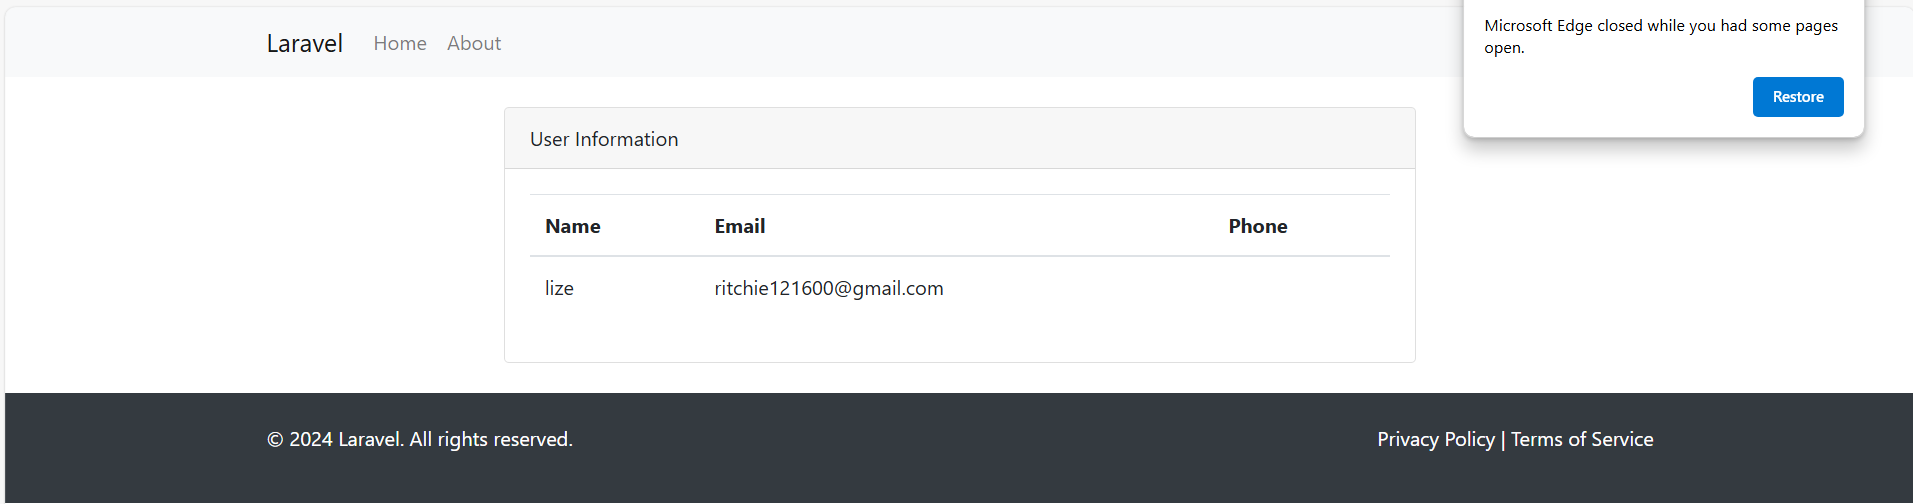 Laravel Home About
Microsoft Edge closed while you had some pages
open.
Restore
User Information
Name Email Phone
lize ritchie121600@gmail.com
© 2024 Laravel. All rights reserved.
Privacy Policy | Terms of Service